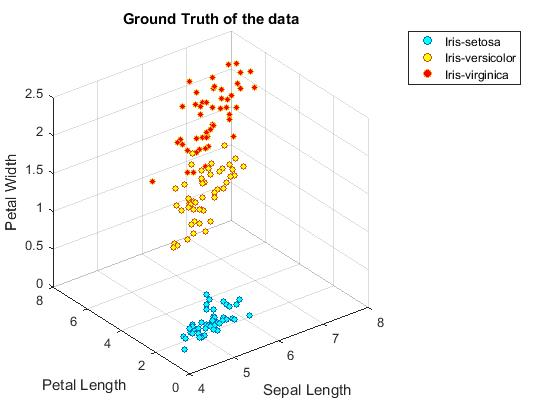 Ground Truth of the data
Iris-setosa
Iris-versicolor
Iris-virginica
2.5
2
1.5
1
0.5
0
Petal Width
8
6
4
2
0
Petal Length
4
5
6
7
8
Sepal Length